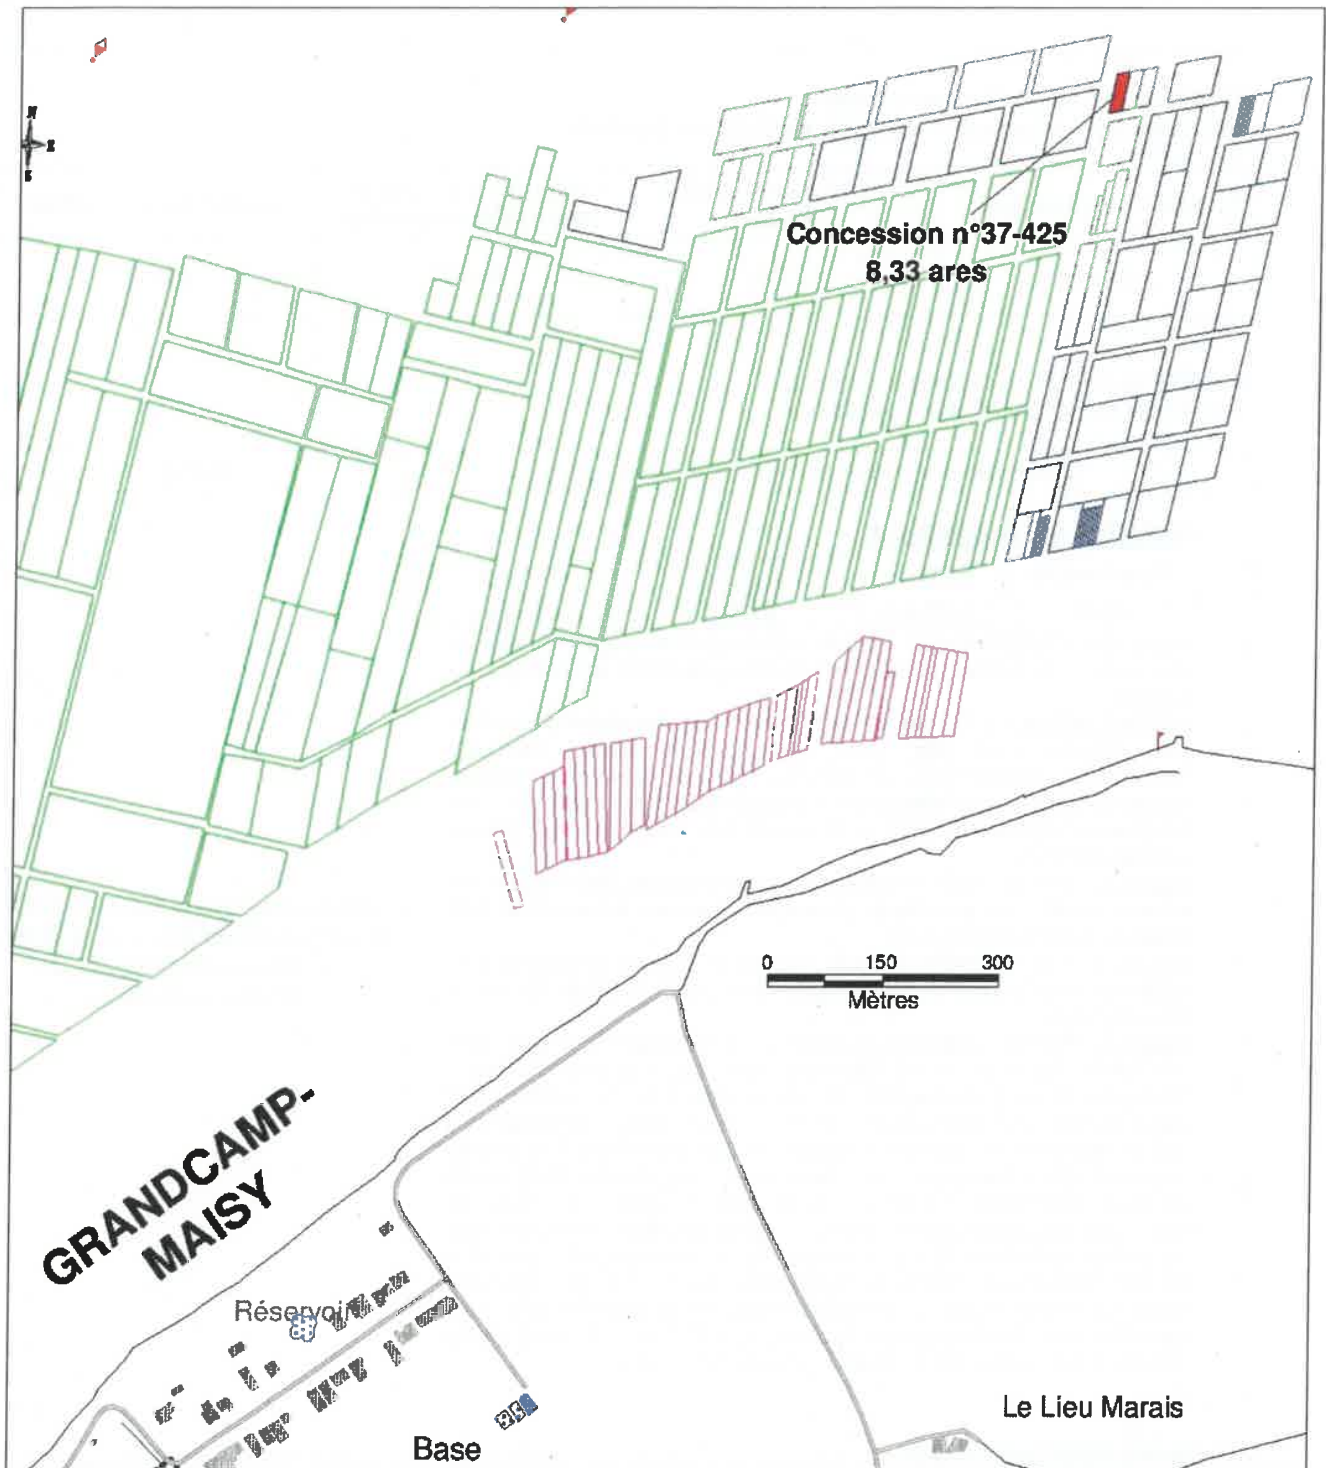 N
E
S
Concession n°37-425
8,33 ares
0 150 300
Mètres
GRANDCAMP-
MAISY
Réservoir
Le Lieu Marais
Base